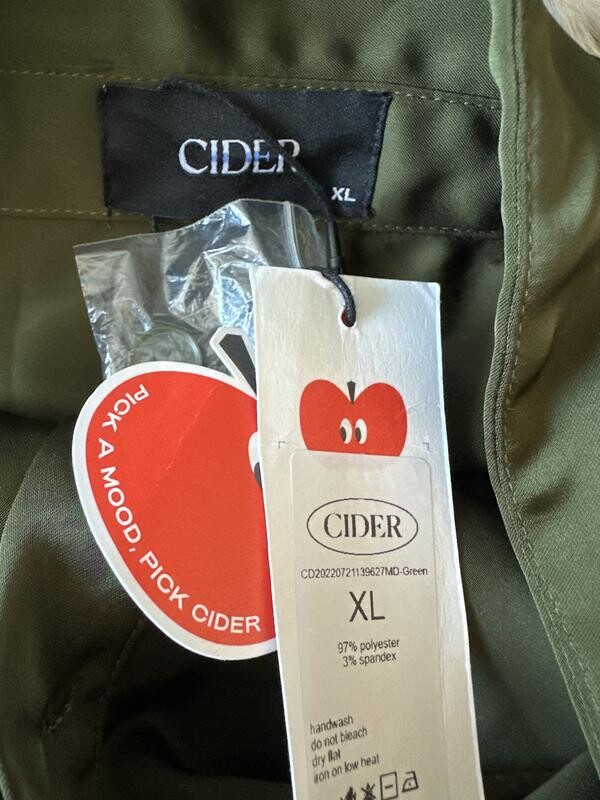 CIDER
XL
PICK A MOOD, PICK CIDER
CIDER
CD20220721139627MD-Green
XL
97% polyester
3% spandex
handwash
do not bleach
dry flat
iron on low heat